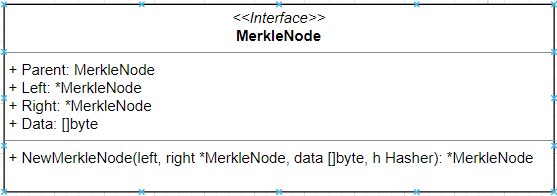 <<Interface>>
MerkleNode
+ Parent: MerkleNode
+ Left: *MerkleNode
+ Right: *MerkleNode
+ Data: []byte
+ NewMerkleNode(left, right *MerkleNode, data []byte, h Hasher): *MerkleNode